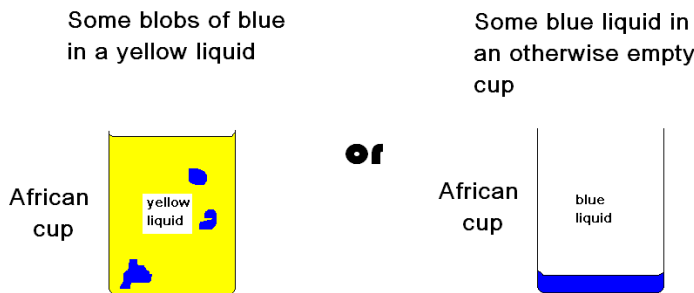 Some blobs of blue
in a yellow liquid
Some blue liquid in
an otherwise empty
cup
or
African
cup
yellow
liquid
African
cup
blue
liquid